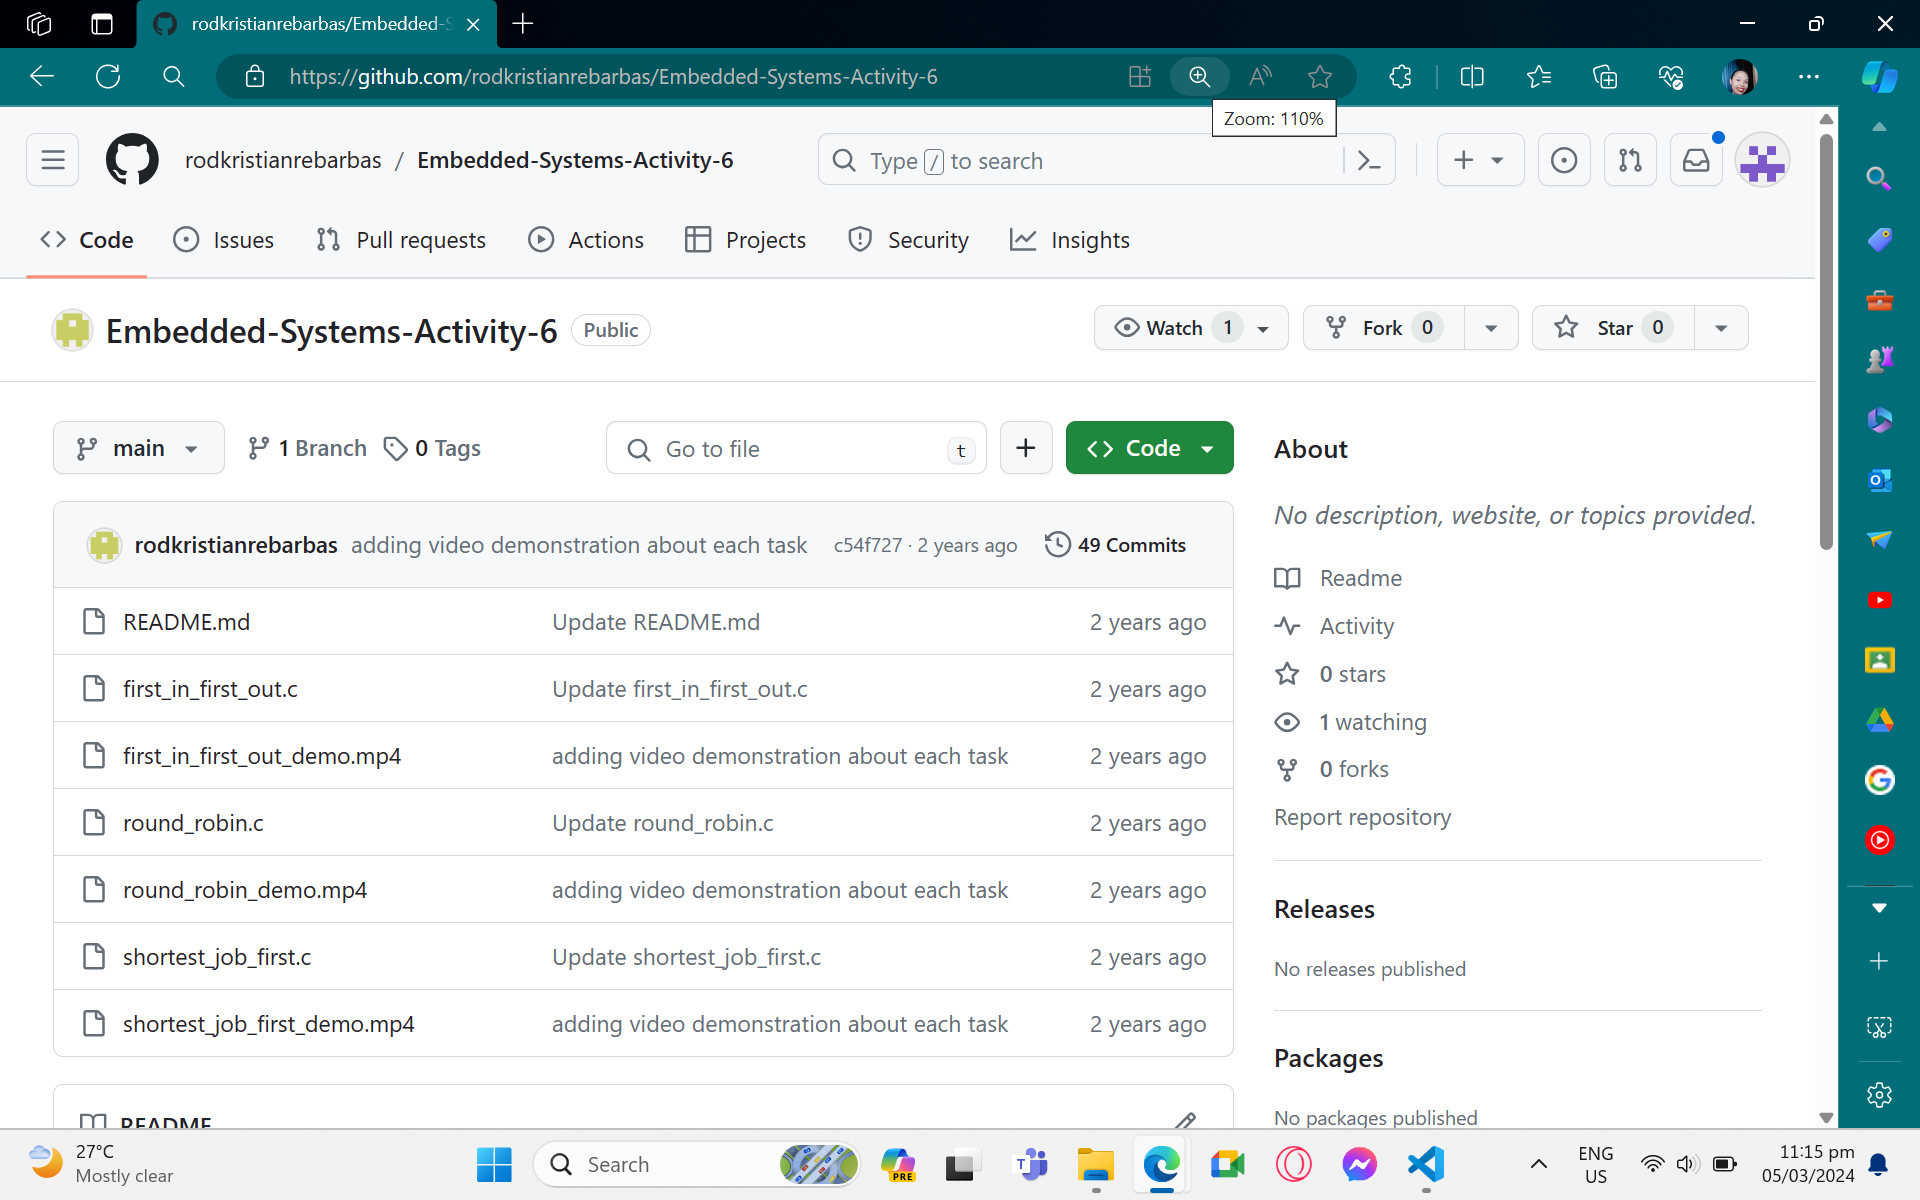 rodkristianrebarbas/Embedded-S
https://github.com/rodkristianrebarbas/Embedded-Systems-Activity-6
Zoom: 110%
rodkristianrebarbas / Embedded-Systems-Activity-6
Type / to search
Code
Issues
Pull requests
Actions
Projects
Security
Insights
Embedded-Systems-Activity-6
Public
Watch 1
Fork 0
Star 0
main
1 Branch
0 Tags
Go to file
t
Code
rodkristianrebarbas adding video demonstration about each task c54f727 · 2 years ago 49 Commits
README.md Update README.md 2 years ago
first_in_first_out.c Update first_in_first_out.c 2 years ago
first_in_first_out_demo.mp4 adding video demonstration about each task 2 years ago
round_robin.c Update round_robin.c 2 years ago
round_robin_demo.mp4 adding video demonstration about each task 2 years ago
shortest_job_first.c Update shortest_job_first.c 2 years ago
shortest_job_first_demo.mp4 adding video demonstration about each task 2 years ago
README
About
No description, website, or topics provided.
Readme
Activity
0 stars
1 watching
0 forks
Report repository
Releases
No releases published
Packages
No packages published
27°C
Mostly clear
Search
PRE
ENG
US
11:15 pm
05/03/2024